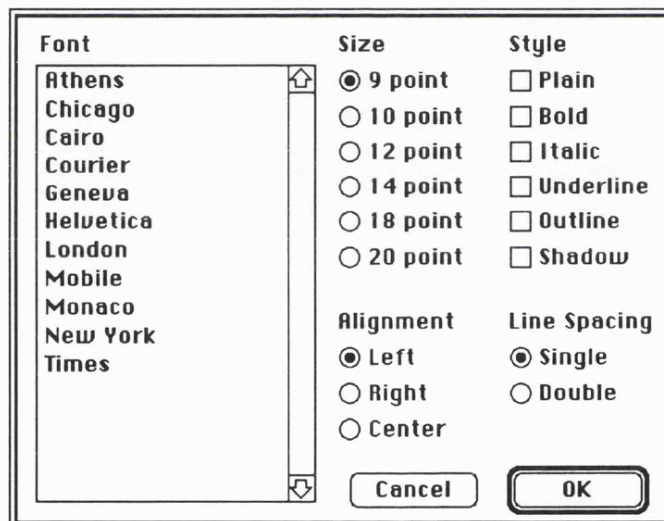 Font
Athens
Chicago
Cairo
Courier
Geneva
Helvetica
London
Mobile
Monaco
New York
Times
Size
9 point
10 point
12 point
14 point
18 point
20 point
Style
Plain
Bold
Italic
Underline
Outline
Shadow
Alignment
Left
Right
Center
Line Spacing
Single
Double
Cancel
OK